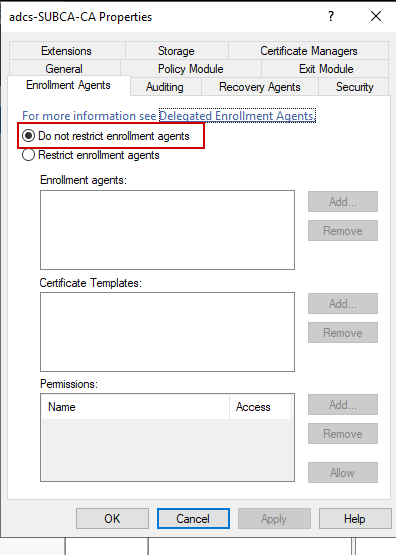 adcs-SUBCA-CA Properties ? ×
Extensions Storage Certificate Managers
General Policy Module Exit Module
Enrollment Agents Auditing Recovery Agents Security
For more information see Delegated Enrollment Agents.
Do not restrict enrollment agents
Restrict enrollment agents
Enrollment agents:
Add...
Remove
Certificate Templates:
Add...
Remove
Permissions:
Name Access
Add...
Remove
Allow
OK Cancel Apply Help